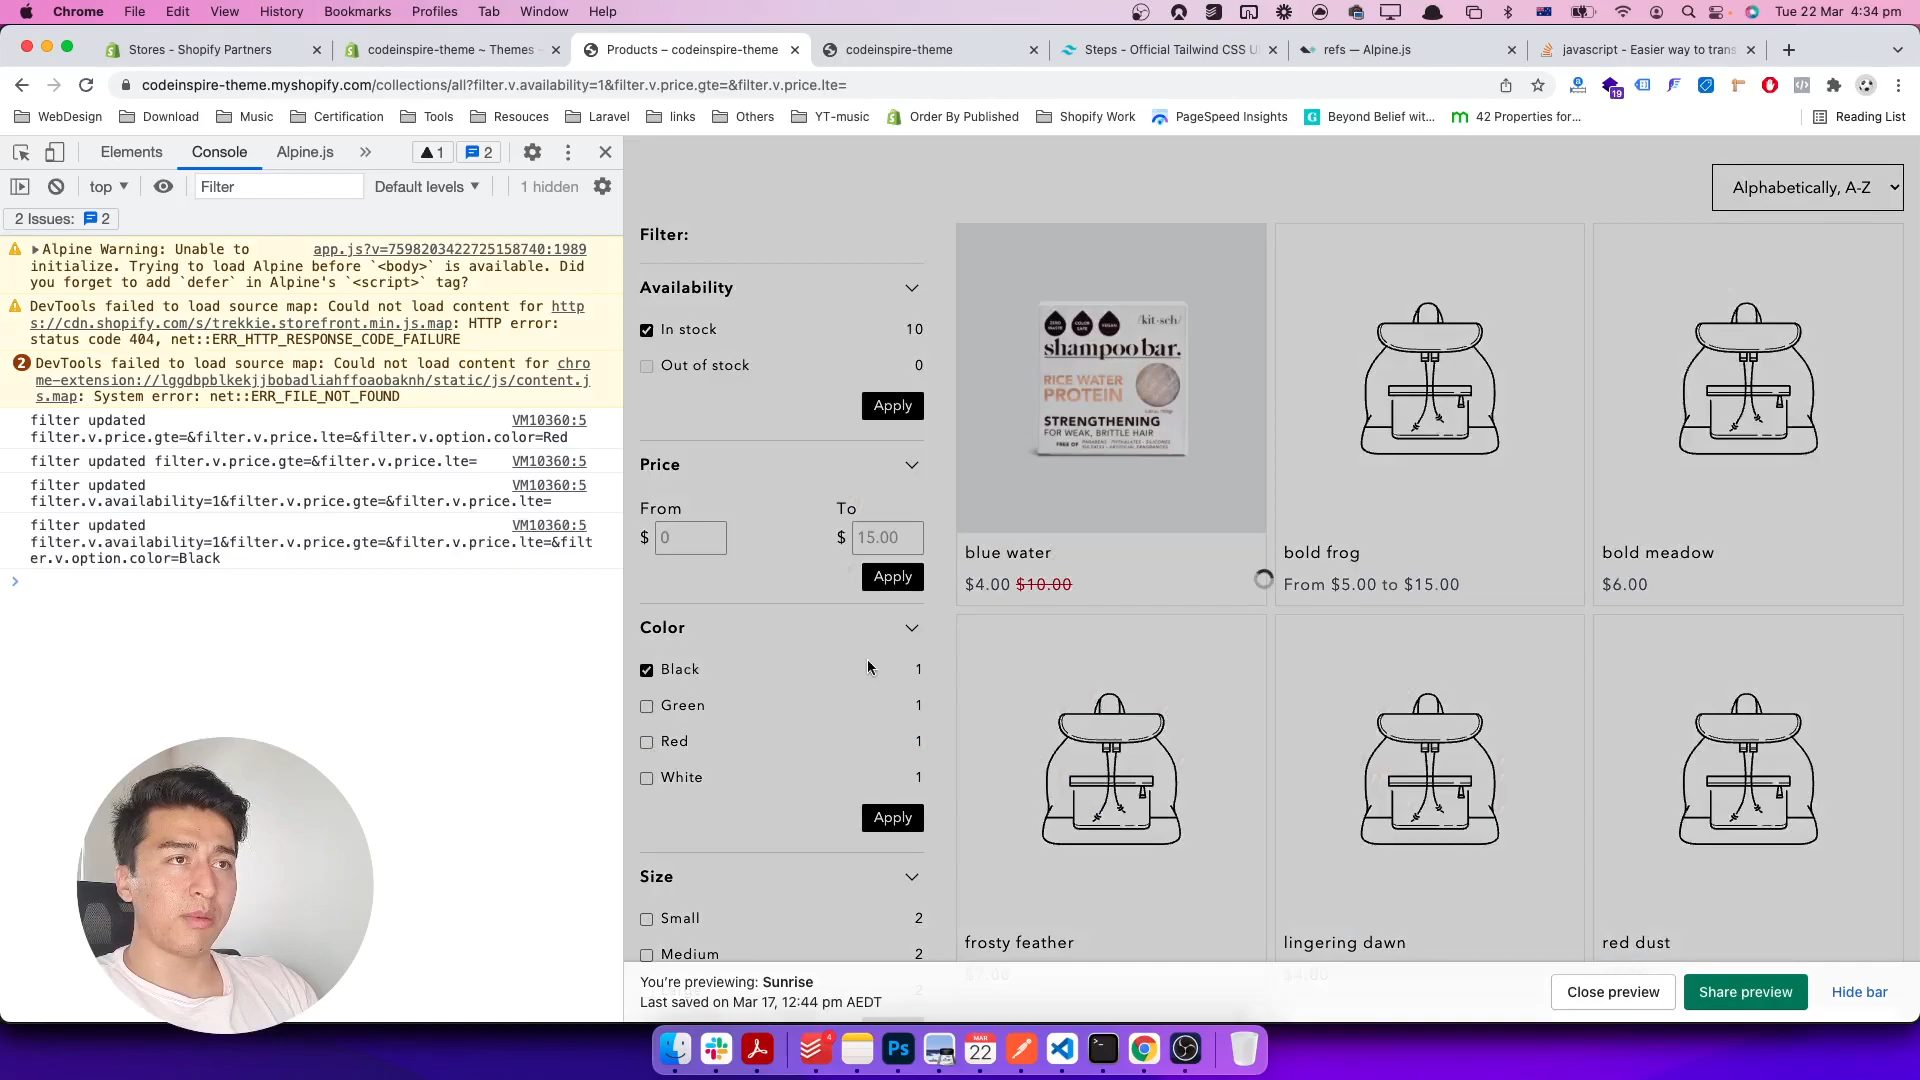 Chrome File Edit View History Bookmarks Profiles Tab Window Help Tue 22 Mar 4:34 pm
Stores - Shopify Partners codeinspire-theme ~ Themes - Products – codeinspire-theme codeinspire-theme Steps - Official Tailwind CSS U refs — Alpine.js javascript - Easier way to trans
codeinspire-theme.myshopify.com/collections/all?filter.v.availability=1&filter.v.price.gte=&filter.v.price.lte=
19
WebDesign Download Music Certification Tools Resouces Laravel links Others YT-music Order By Published Shopify Work PageSpeed Insights Beyond Belief wit... 42 Properties for... Reading List
Elements Console Alpine.js » 1 2
top Filter Default levels 1 hidden
2 Issues: 2
Alpine Warning: Unable to app.js?v=7598203422725158740:1989
initialize. Trying to load Alpine before `<body>` is available. Did
you forget to add `defer` in Alpine's `<script>` tag?
DevTools failed to load source map: Could not load content for http
s://cdn.shopify.com/s/trekkie.storefront.min.js.map: HTTP error:
status code 404, net::ERR_HTTP_RESPONSE_CODE_FAILURE
2 DevTools failed to load source map: Could not load content for chro
me-extension://lggdbpblkekjjbobadliahffoaobaknh/static/js/content.j
s.map: System error: net::ERR_FILE_NOT_FOUND
filter updated VM10360:5
filter.v.price.gte=&filter.v.price.lte=&filter.v.option.color=Red
filter updated filter.v.price.gte=&filter.v.price.lte= VM10360:5
filter updated VM10360:5
filter.v.availability=1&filter.v.price.gte=&filter.v.price.lte=
filter updated VM10360:5
filter.v.availability=1&filter.v.price.gte=&filter.v.price.lte=&filt
er.v.option.color=Black
Alphabetically, A-Z
Filter:
Availability
In stock 10
Out of stock 0
Apply
Price
From To
$ 0 $ 15.00
Apply
Color
Black 1
Green 1
Red 1
White 1
Apply
Size
Small 2
Medium 2
2
/kit·sch/
shampoo bar.
RICE WATER
PROTEIN
STRENGTHENING
FOR WEAK, BRITTLE HAIR
blue water
$4.00 $10.00
bold frog
From $5.00 to $15.00
bold meadow
$6.00
frosty feather
lingering dawn
red dust
You're previewing: Sunrise
Last saved on Mar 17, 12:44 pm AEDT
Close preview Share preview Hide bar
4
Ps
MAR
22